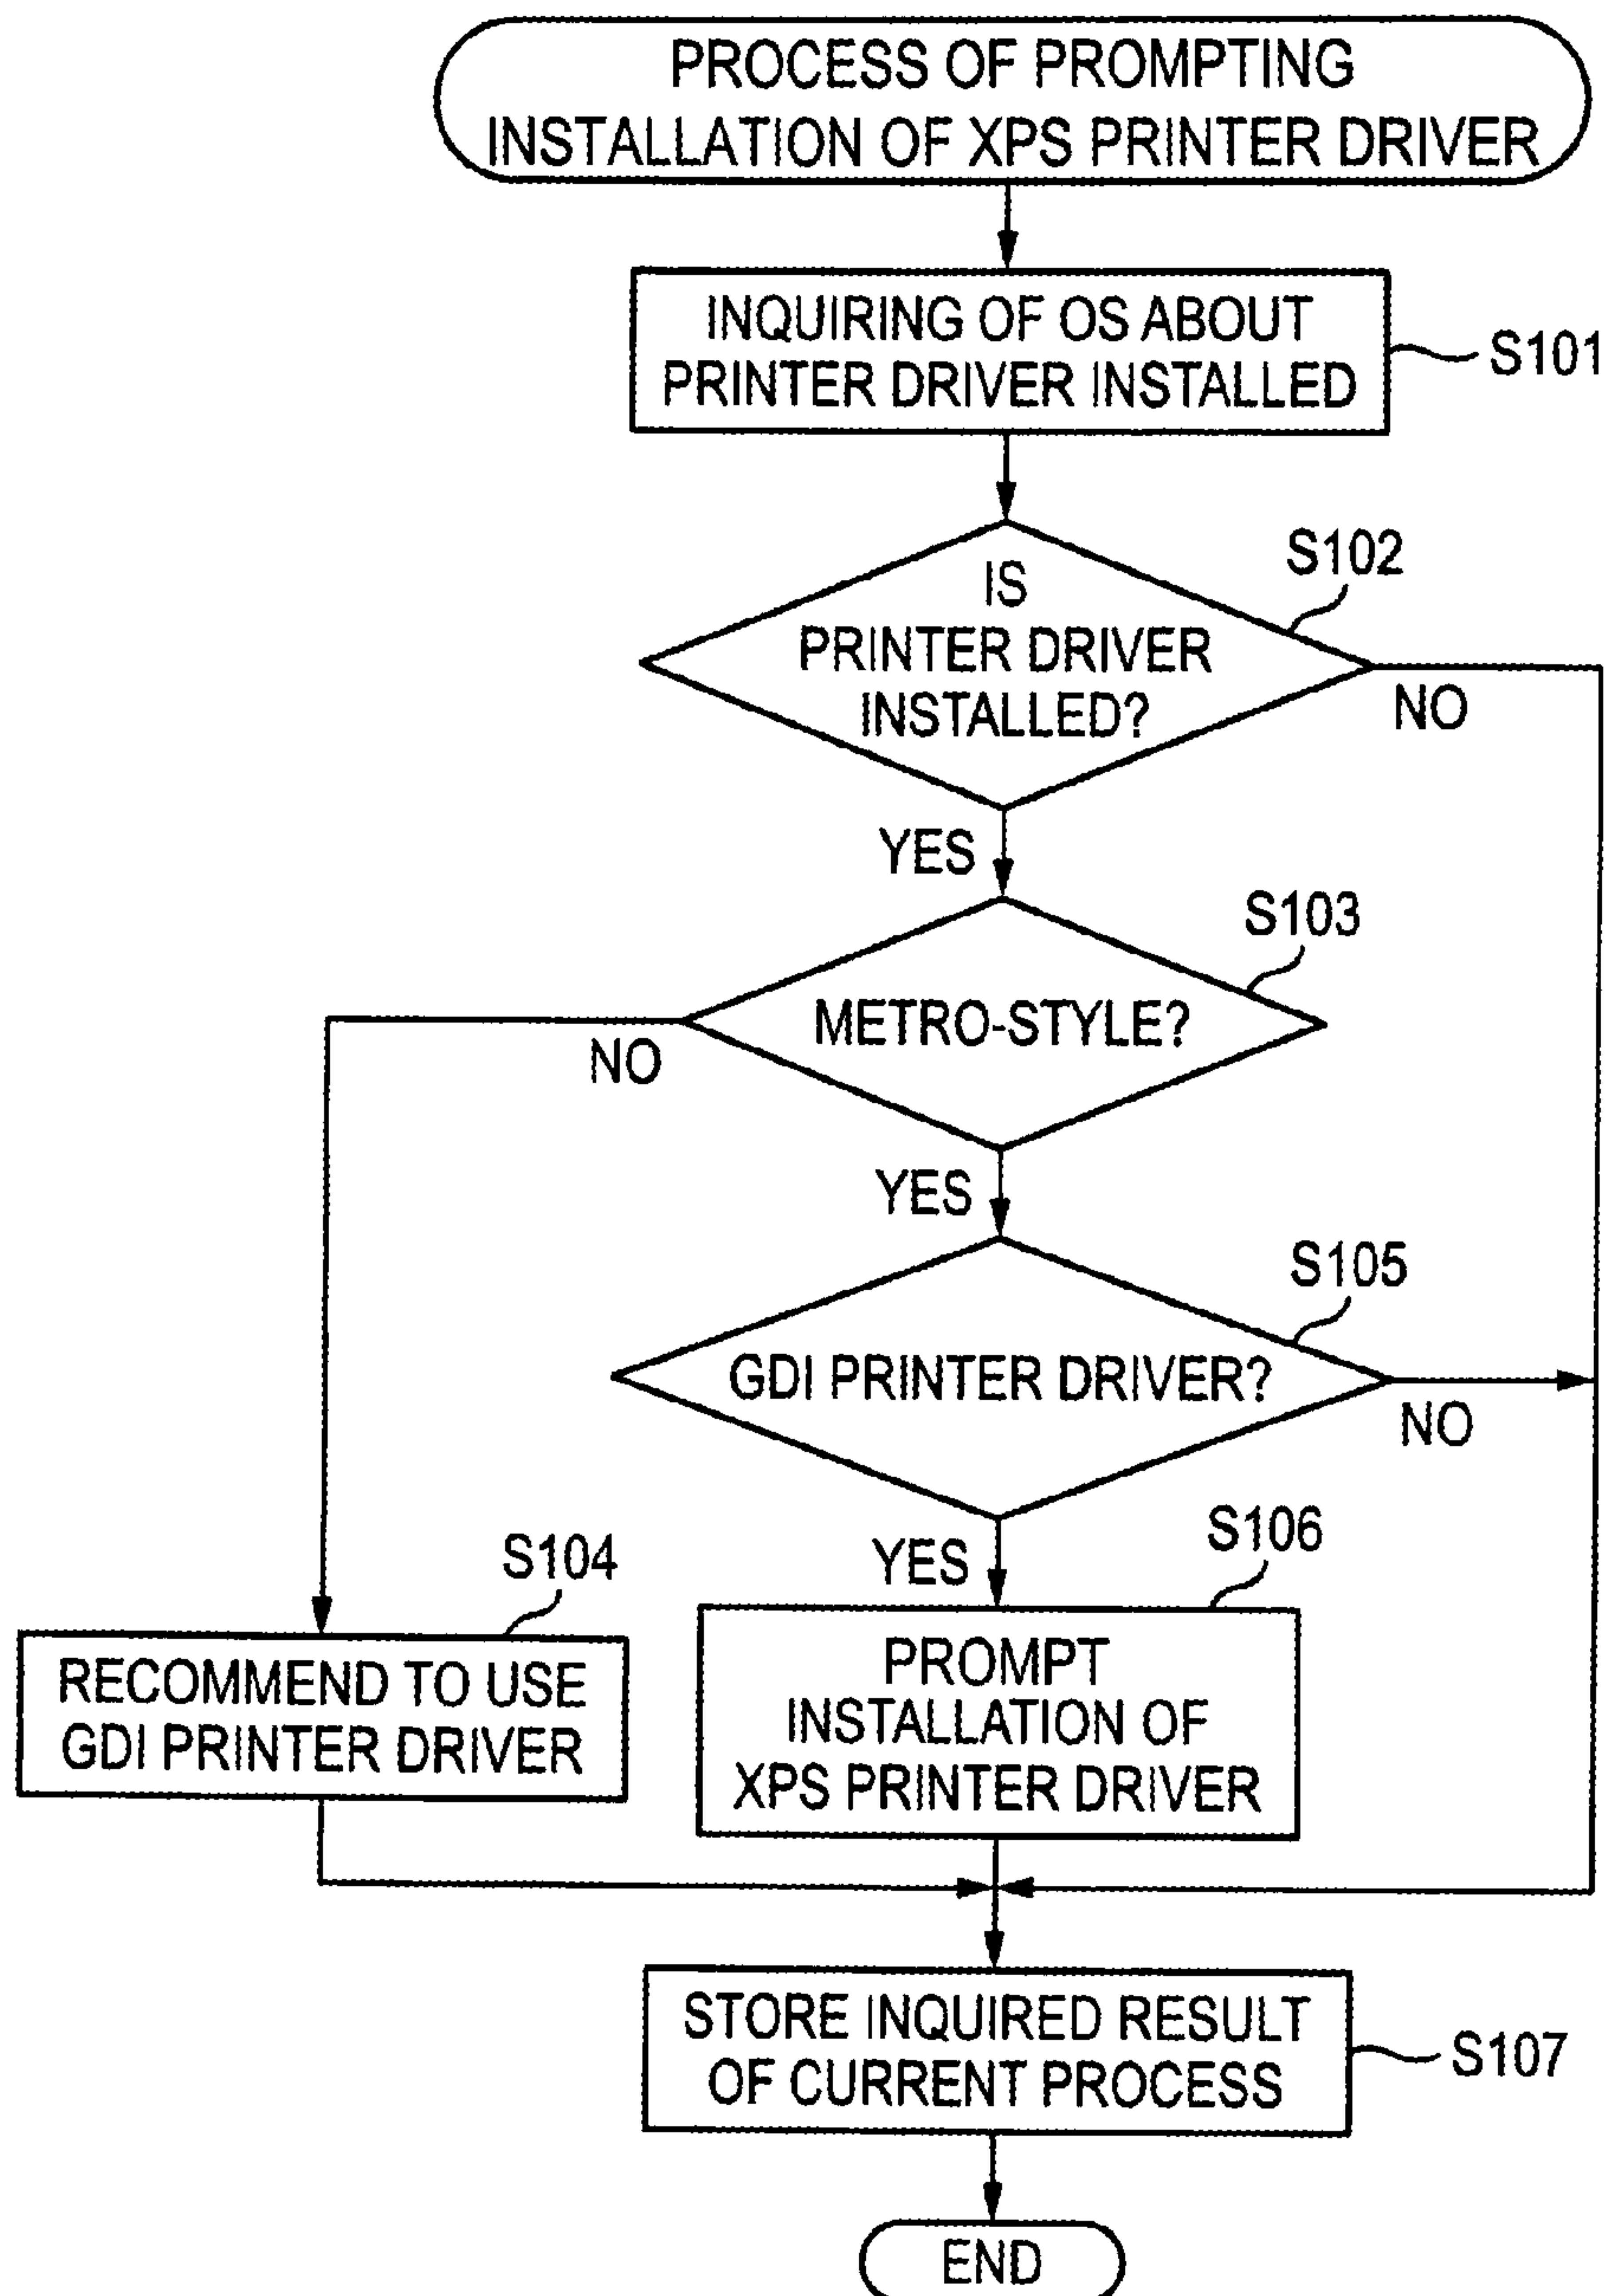 PROCESS OF PROMPTING
INSTALLATION OF XPS PRINTER DRIVER
INQUIRING OF OS ABOUT
PRINTER DRIVER INSTALLED
S101
S102
IS
PRINTER DRIVER
INSTALLED?
NO
YES
S103
METRO-STYLE?
NO
YES
S105
GDI PRINTER DRIVER?
NO
YES
S106
S104
RECOMMEND TO USE
GDI PRINTER DRIVER
PROMPT
INSTALLATION OF
XPS PRINTER DRIVER
STORE INQUIRED RESULT
OF CURRENT PROCESS
S107
END